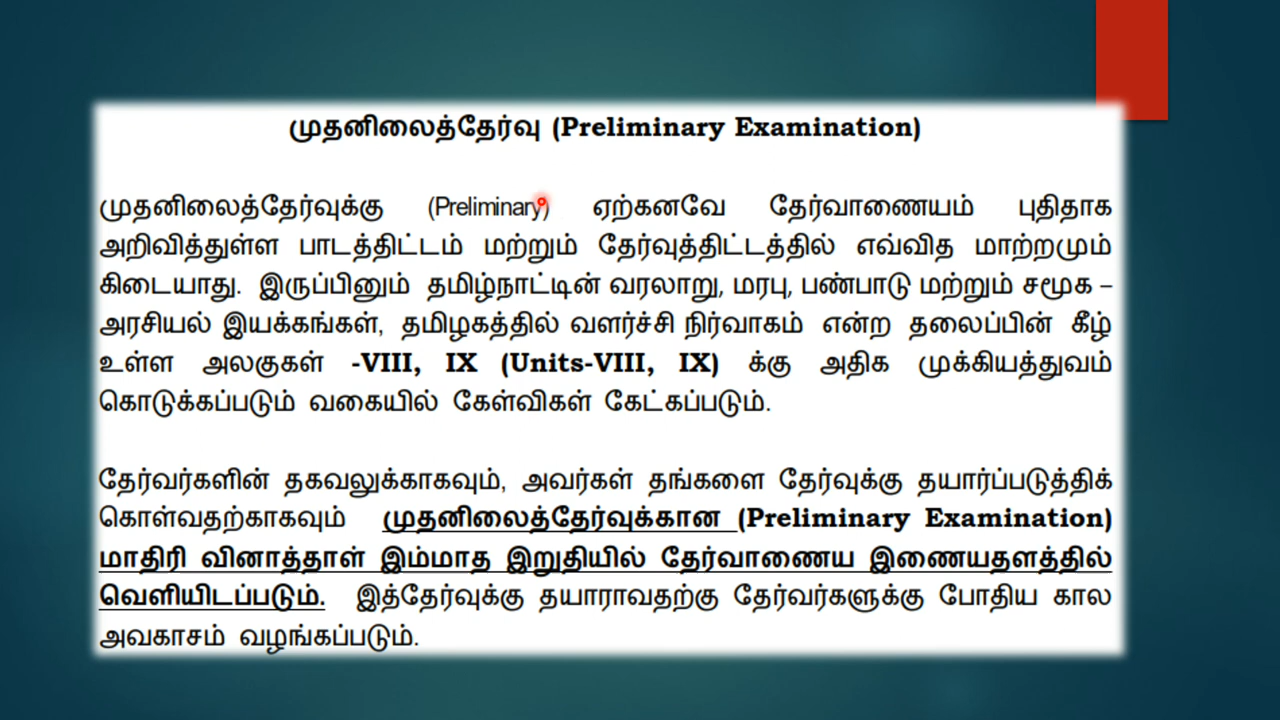 முதனிலைத்தேர்வு (Preliminary Examination)
முதனிலைத்தேர்வுக்கு (Preliminary) ஏற்கனவே தேர்வாணையம் புதிதாக
அறிவித்துள்ள பாடத்திட்டம் மற்றும் தேர்வுத்திட்டத்தில் எவ்வித மாற்றமும்
கிடையாது. இருப்பினும் தமிழ்நாட்டின் வரலாறு, மரபு, பண்பாடு மற்றும் சமூக –
அரசியல் இயக்கங்கள், தமிழகத்தில் வளர்ச்சி நிர்வாகம் என்ற தலைப்பின் கீழ்
உள்ள அலகுகள் -VIII, IX (Units-VIII, IX) க்கு அதிக முக்கியத்துவம்
கொடுக்கப்படும் வகையில் கேள்விகள் கேட்கப்படும்.
தேர்வர்களின் தகவலுக்காகவும், அவர்கள் தங்களை தேர்வுக்கு தயார்ப்படுத்திக்
கொள்வதற்காகவும் முதனிலைத்தேர்வுக்கான (Preliminary Examination)
மாதிரி வினாத்தாள் இம்மாத இறுதியில் தேர்வாணைய இணையதளத்தில்
வெளியிடப்படும். இத்தேர்வுக்கு தயாராவதற்கு தேர்வர்களுக்கு போதிய கால
அவகாசம் வழங்கப்படும்.